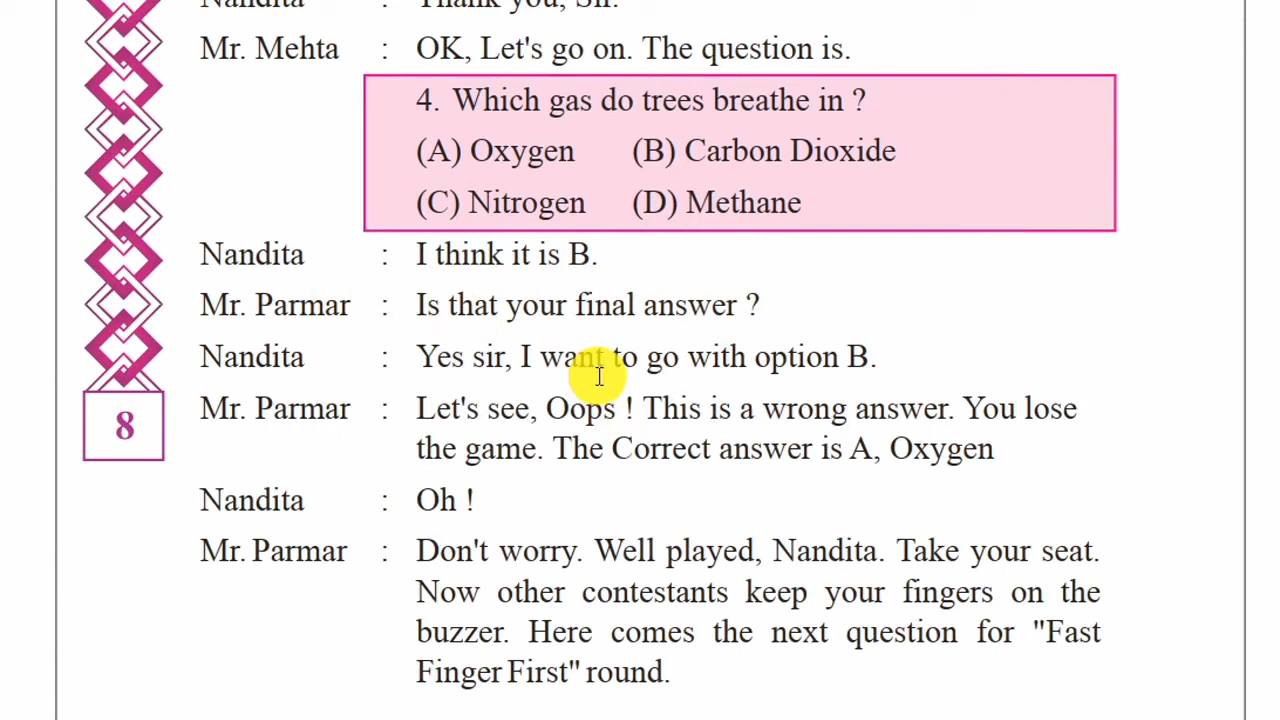 Nandita : Thank you, Sir.
Mr. Mehta : OK, Let's go on. The question is.
4. Which gas do trees breathe in ?
(A) Oxygen (B) Carbon Dioxide
(C) Nitrogen (D) Methane
Nandita : I think it is B.
Mr. Parmar : Is that your final answer ?
Nandita : Yes sir, I want to go with option B.
Mr. Parmar : Let's see, Oops ! This is a wrong answer. You lose
the game. The Correct answer is A, Oxygen
8
Nandita : Oh !
Mr. Parmar : Don't worry. Well played, Nandita. Take your seat.
Now other contestants keep your fingers on the
buzzer. Here comes the next question for "Fast
Finger First" round.